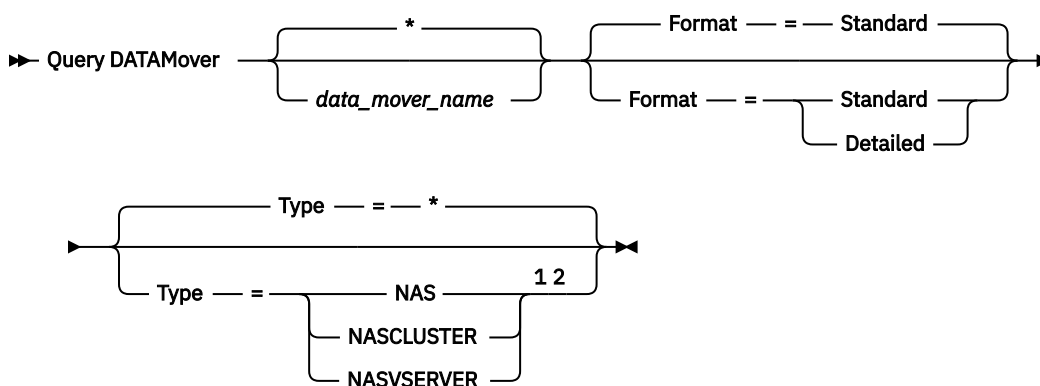 *
Format = Standard
Query DATAMover
data_mover_name
Format = Standard
Detailed
Type = *
1 2
Type = NAS
NASCLUSTER
NASVSERVER